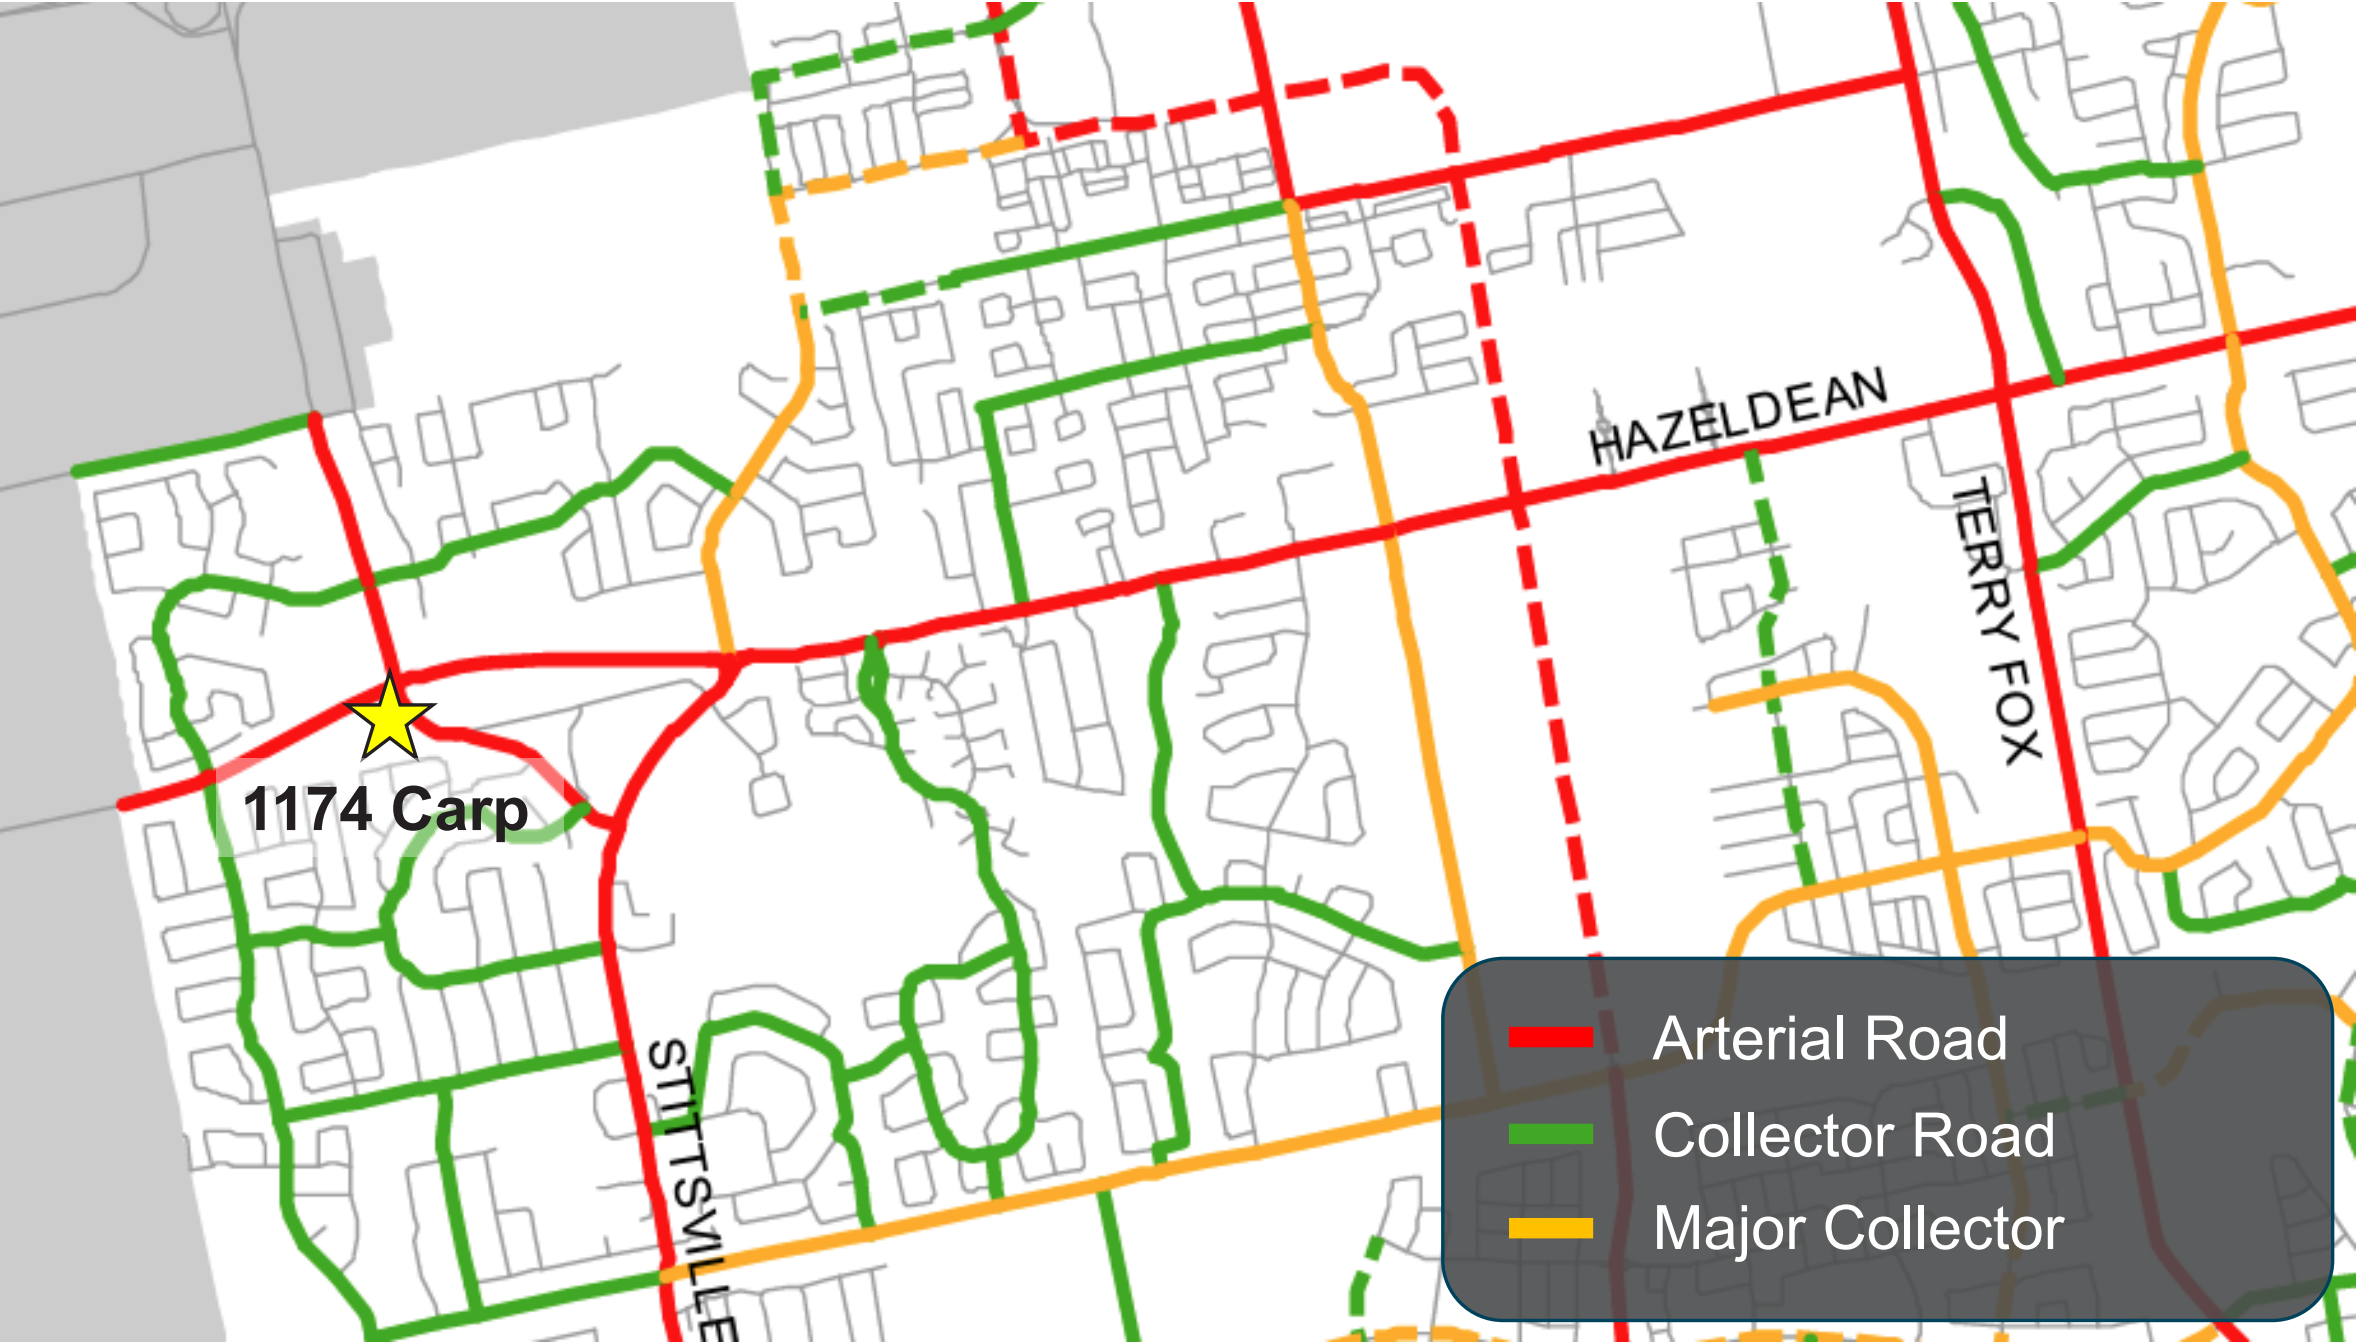 HAZELDEAN
TERRY FOX
1174 Carp
STITTSVILLE
Arterial Road
Collector Road
Major Collector